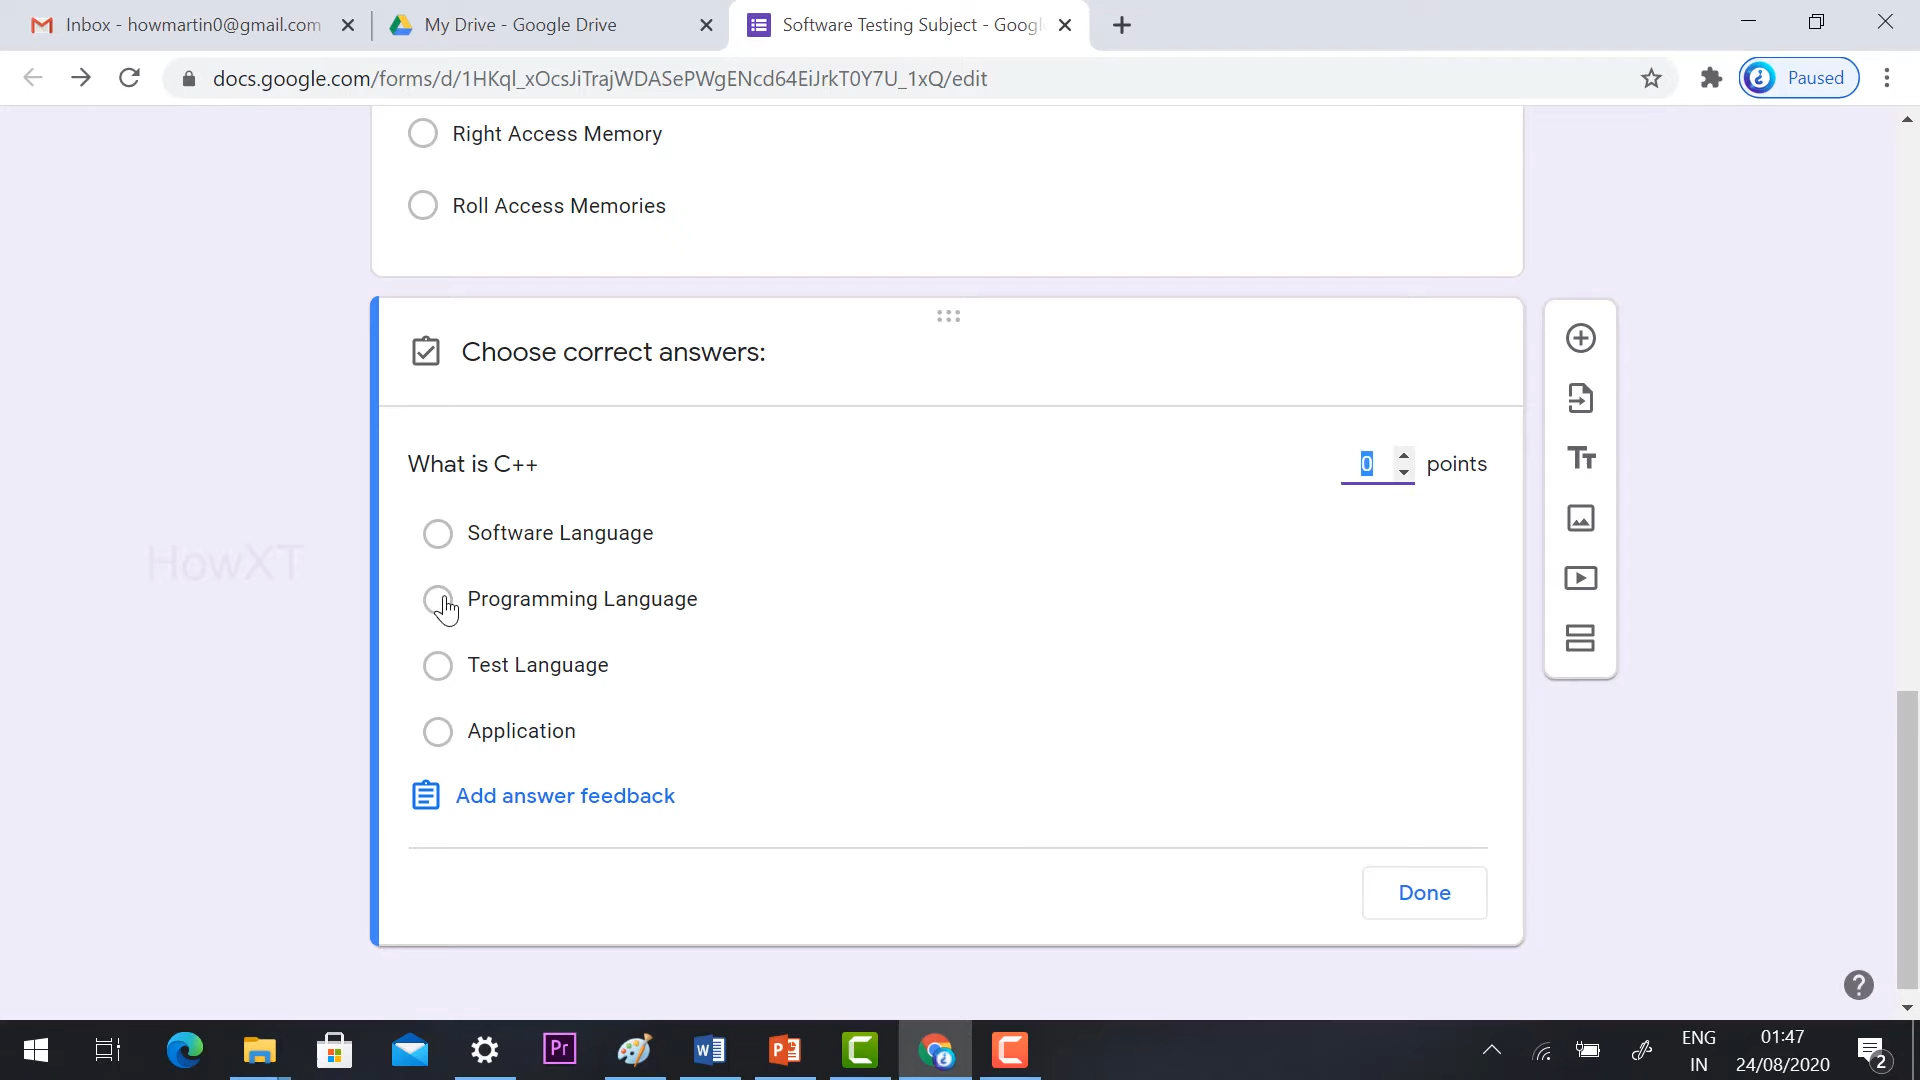 Inbox - howmartin0@gmail.com
My Drive - Google Drive
Software Testing Subject - Googl
docs.google.com/forms/d/1HKql_xOcsJiTrajWDASePWgENcd64EiJrkT0Y7U_1xQ/edit
Paused
Right Access Memory
Roll Access Memories
Choose correct answers:
What is C++
0 points
Software Language
HowXT
Programming Language
Test Language
Application
Add answer feedback
Done
Pr
ENG
IN
01:47
24/08/2020
2